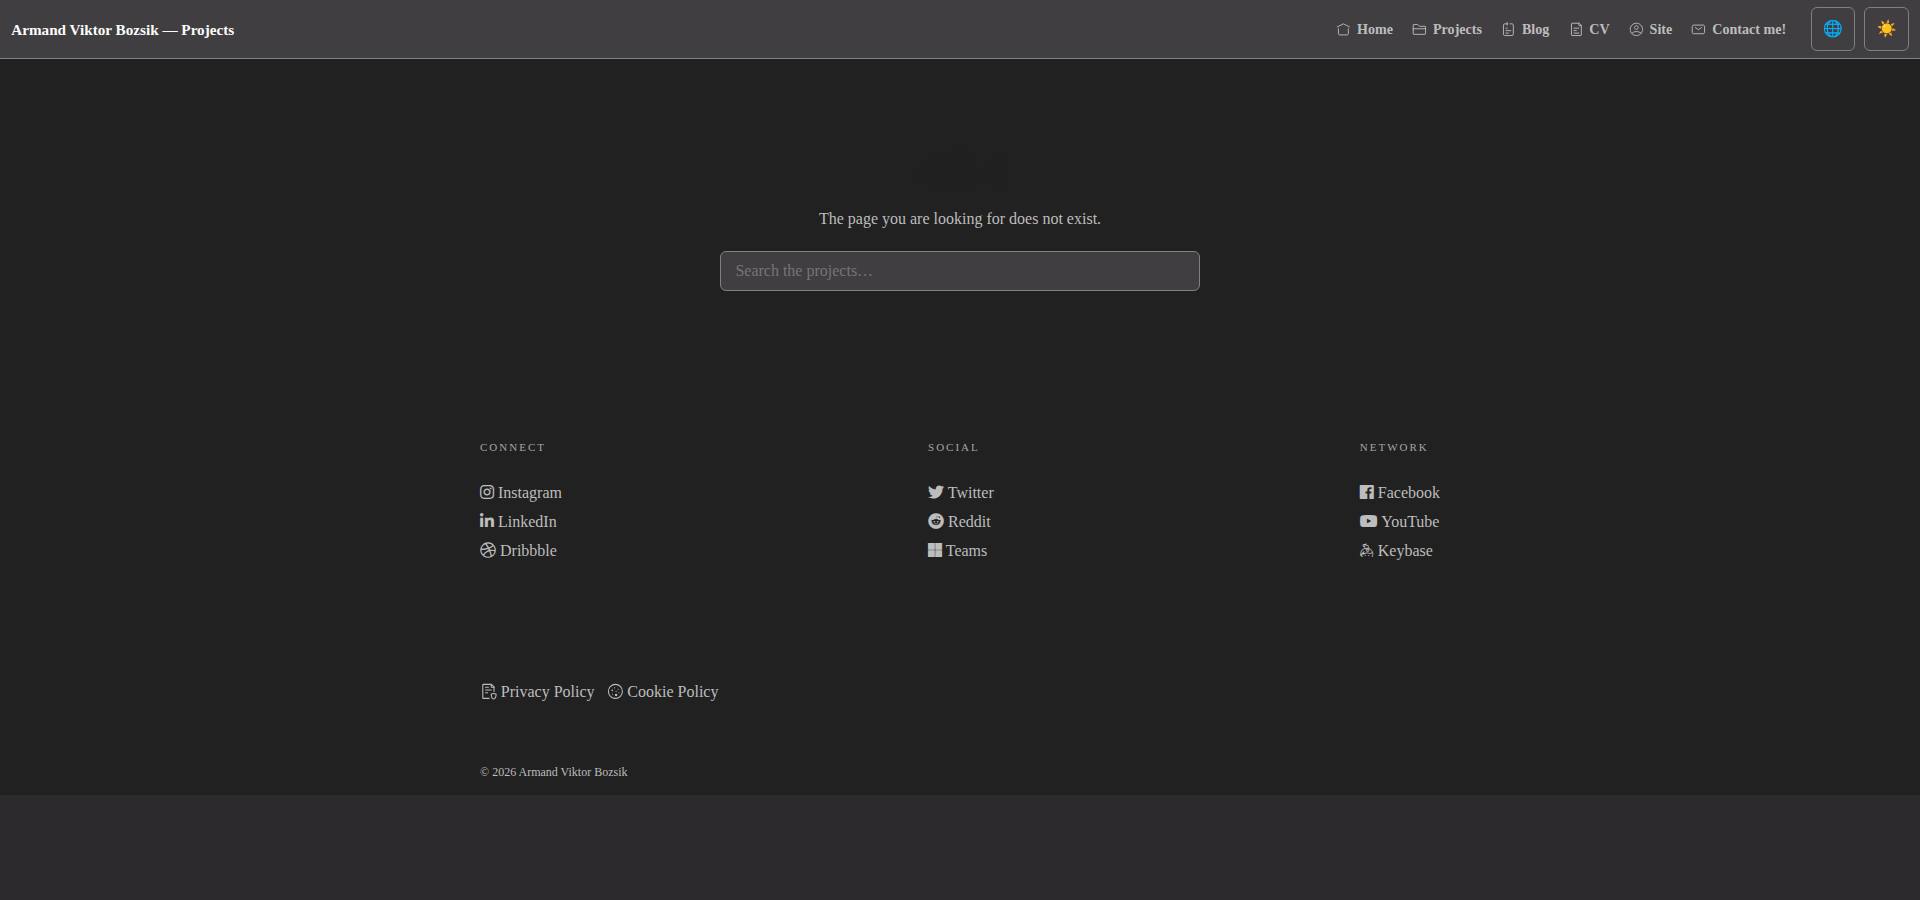 Armand Viktor Bozsik — Projects
Home
Projects
Blog
CV
Site
Contact me!
The page you are looking for does not exist.
Search the projects…
CONNECT
Instagram
LinkedIn
Dribbble
SOCIAL
Twitter
Reddit
Teams
NETWORK
Facebook
YouTube
Keybase
Privacy Policy
Cookie Policy
© 2026 Armand Viktor Bozsik